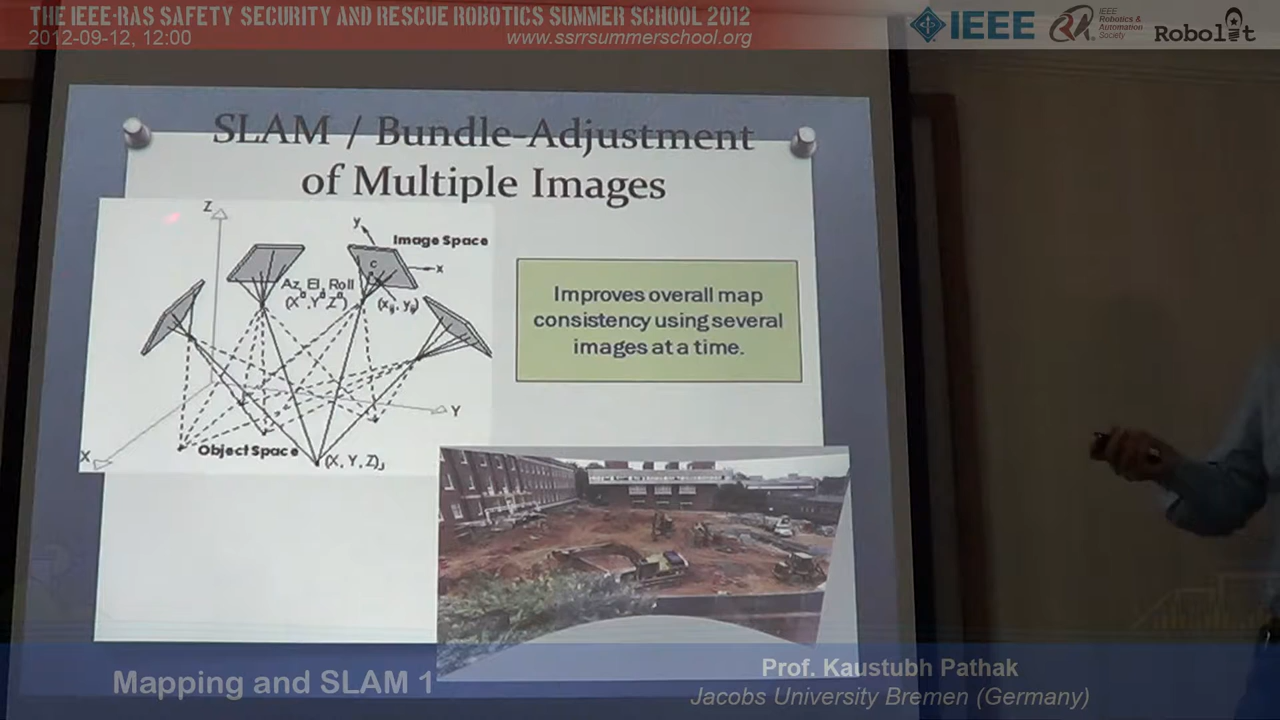 THE IEEE-RAS SAFETY SECURITY AND RESCUE ROBOTICS SUMMER SCHOOL 2012
2012-09-12, 12:00
www.ssrrsummerschool.org
IEEE
IEEE
Robotics &
Automation
Society
Robolit
SLAM / Bundle-Adjustment
of Multiple Images
Z
y
Image Space
c
x
Az, El, Roll
(X, Y, Z)
(xij, yij)
Improves overall map
consistency using several
images at a time.
Y
X
Object Space
(X, Y, Z)j
Mapping and SLAM 1
Prof. Kaustubh Pathak
Jacobs University Bremen (Germany)